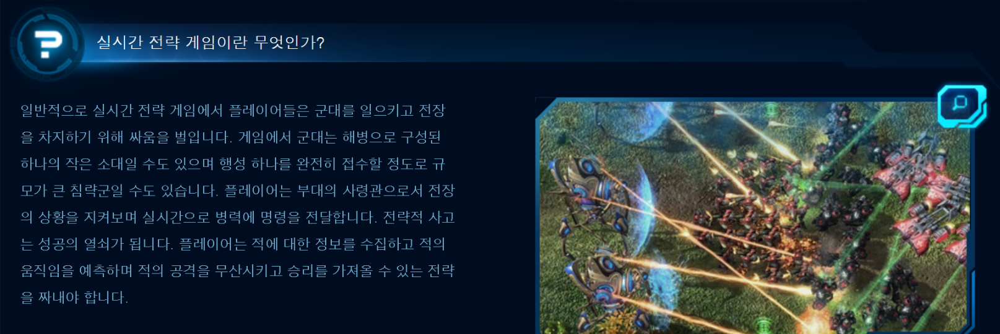 실시간 전략 게임이란 무엇인가?
일반적으로 실시간 전략 게임에서 플레이어들은 군대를 일으키고 전장
을 차지하기 위해 싸움을 벌입니다. 게임에서 군대는 해병으로 구성된
하나의 작은 소대일 수도 있으며 행성 하나를 완전히 접수할 정도로 규
모가 큰 침략군일 수도 있습니다. 플레이어는 부대의 사령관으로서 전장
의 상황을 지켜보며 실시간으로 병력에 명령을 전달합니다. 전략적 사고
는 성공의 열쇠가 됩니다. 플레이어는 적에 대한 정보를 수집하고 적의
움직임을 예측하며 적의 공격을 무산시키고 승리를 가져올 수 있는 전략
을 짜내야 합니다.